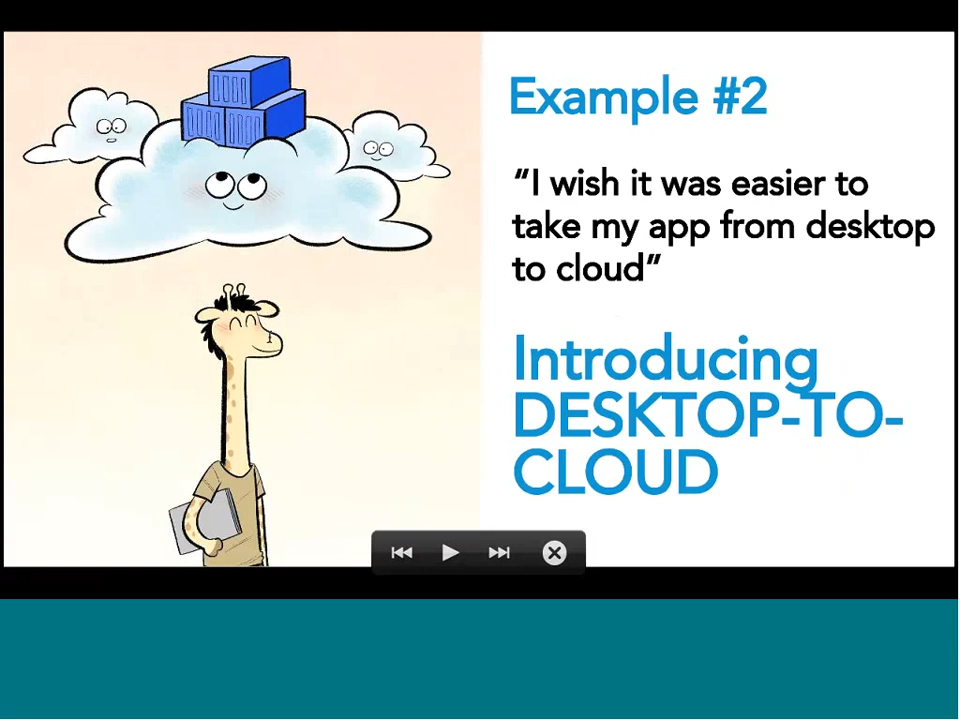 Example #2
“I wish it was easier to
take my app from desktop
to cloud”
Introducing
DESKTOP-TO-
CLOUD